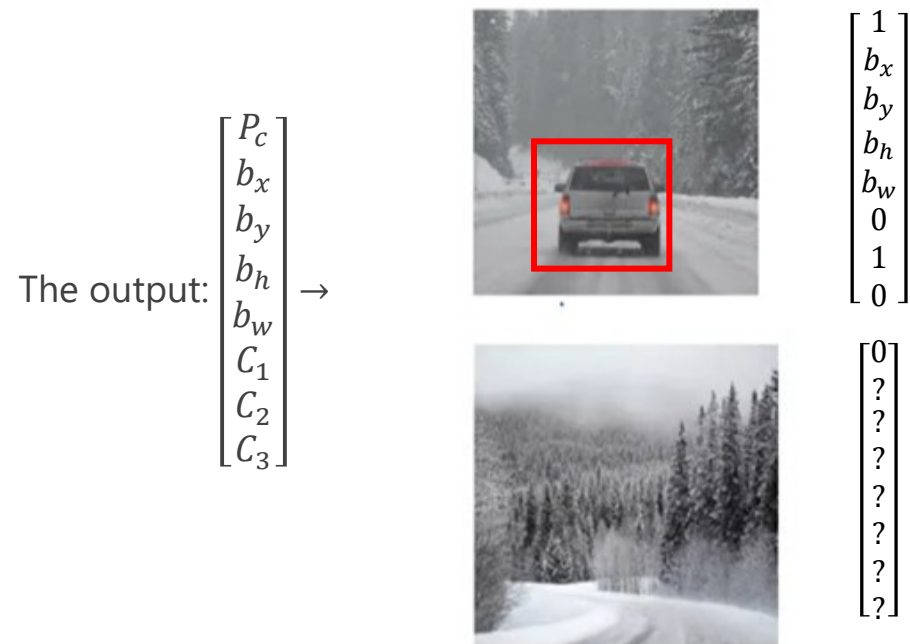 The output: [P_c b_x b_y b_h b_w C_1 C_2 C_3] →
[1 b_x b_y b_h b_w 0 1 0]
[0 ? ? ? ? ? ? ?]